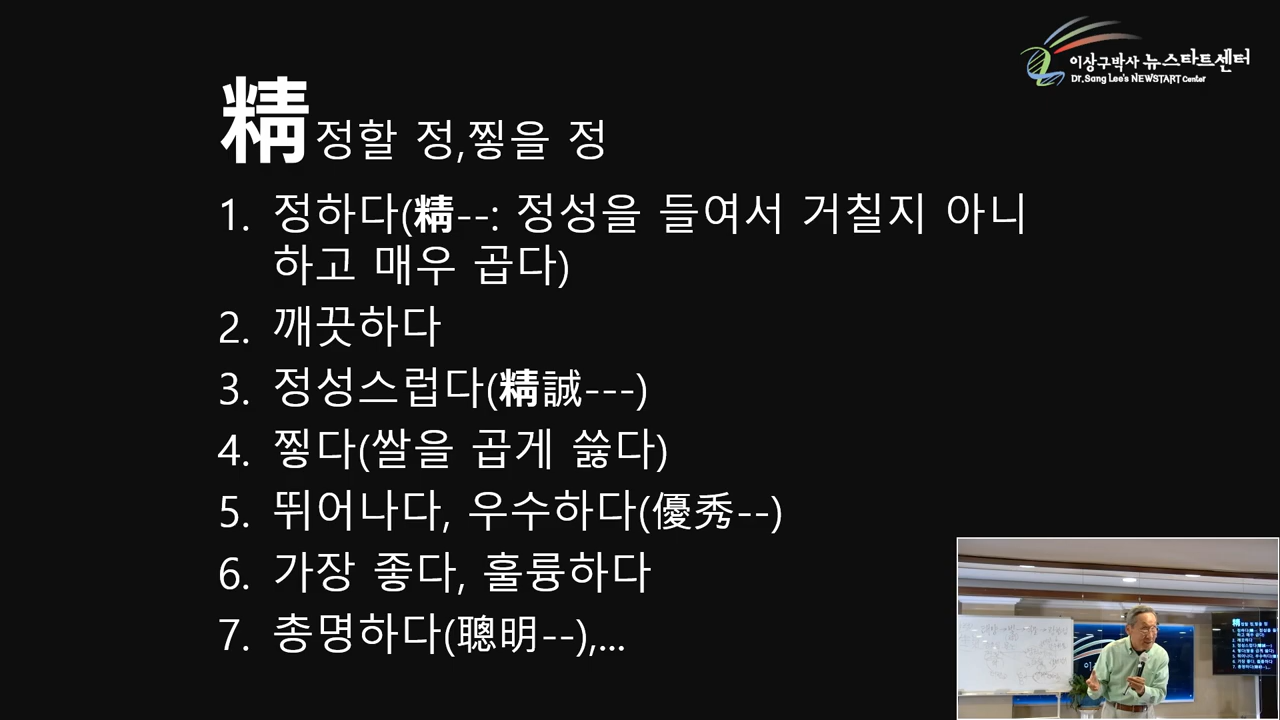 이상구박사 뉴스타트센터
Dr.Sang Lee's NEWSTART Center
精정할 정,찧을 정
1. 정하다(精--: 정성을 들여서 거칠지 아니
하고 매우 곱다)
2. 깨끗하다
3. 정성스럽다(精誠---)
4. 찧다(쌀을 곱게 쓿다)
5. 뛰어나다, 우수하다(優秀--)
6. 가장 좋다, 훌륭하다
7. 총명하다(聰明--),...